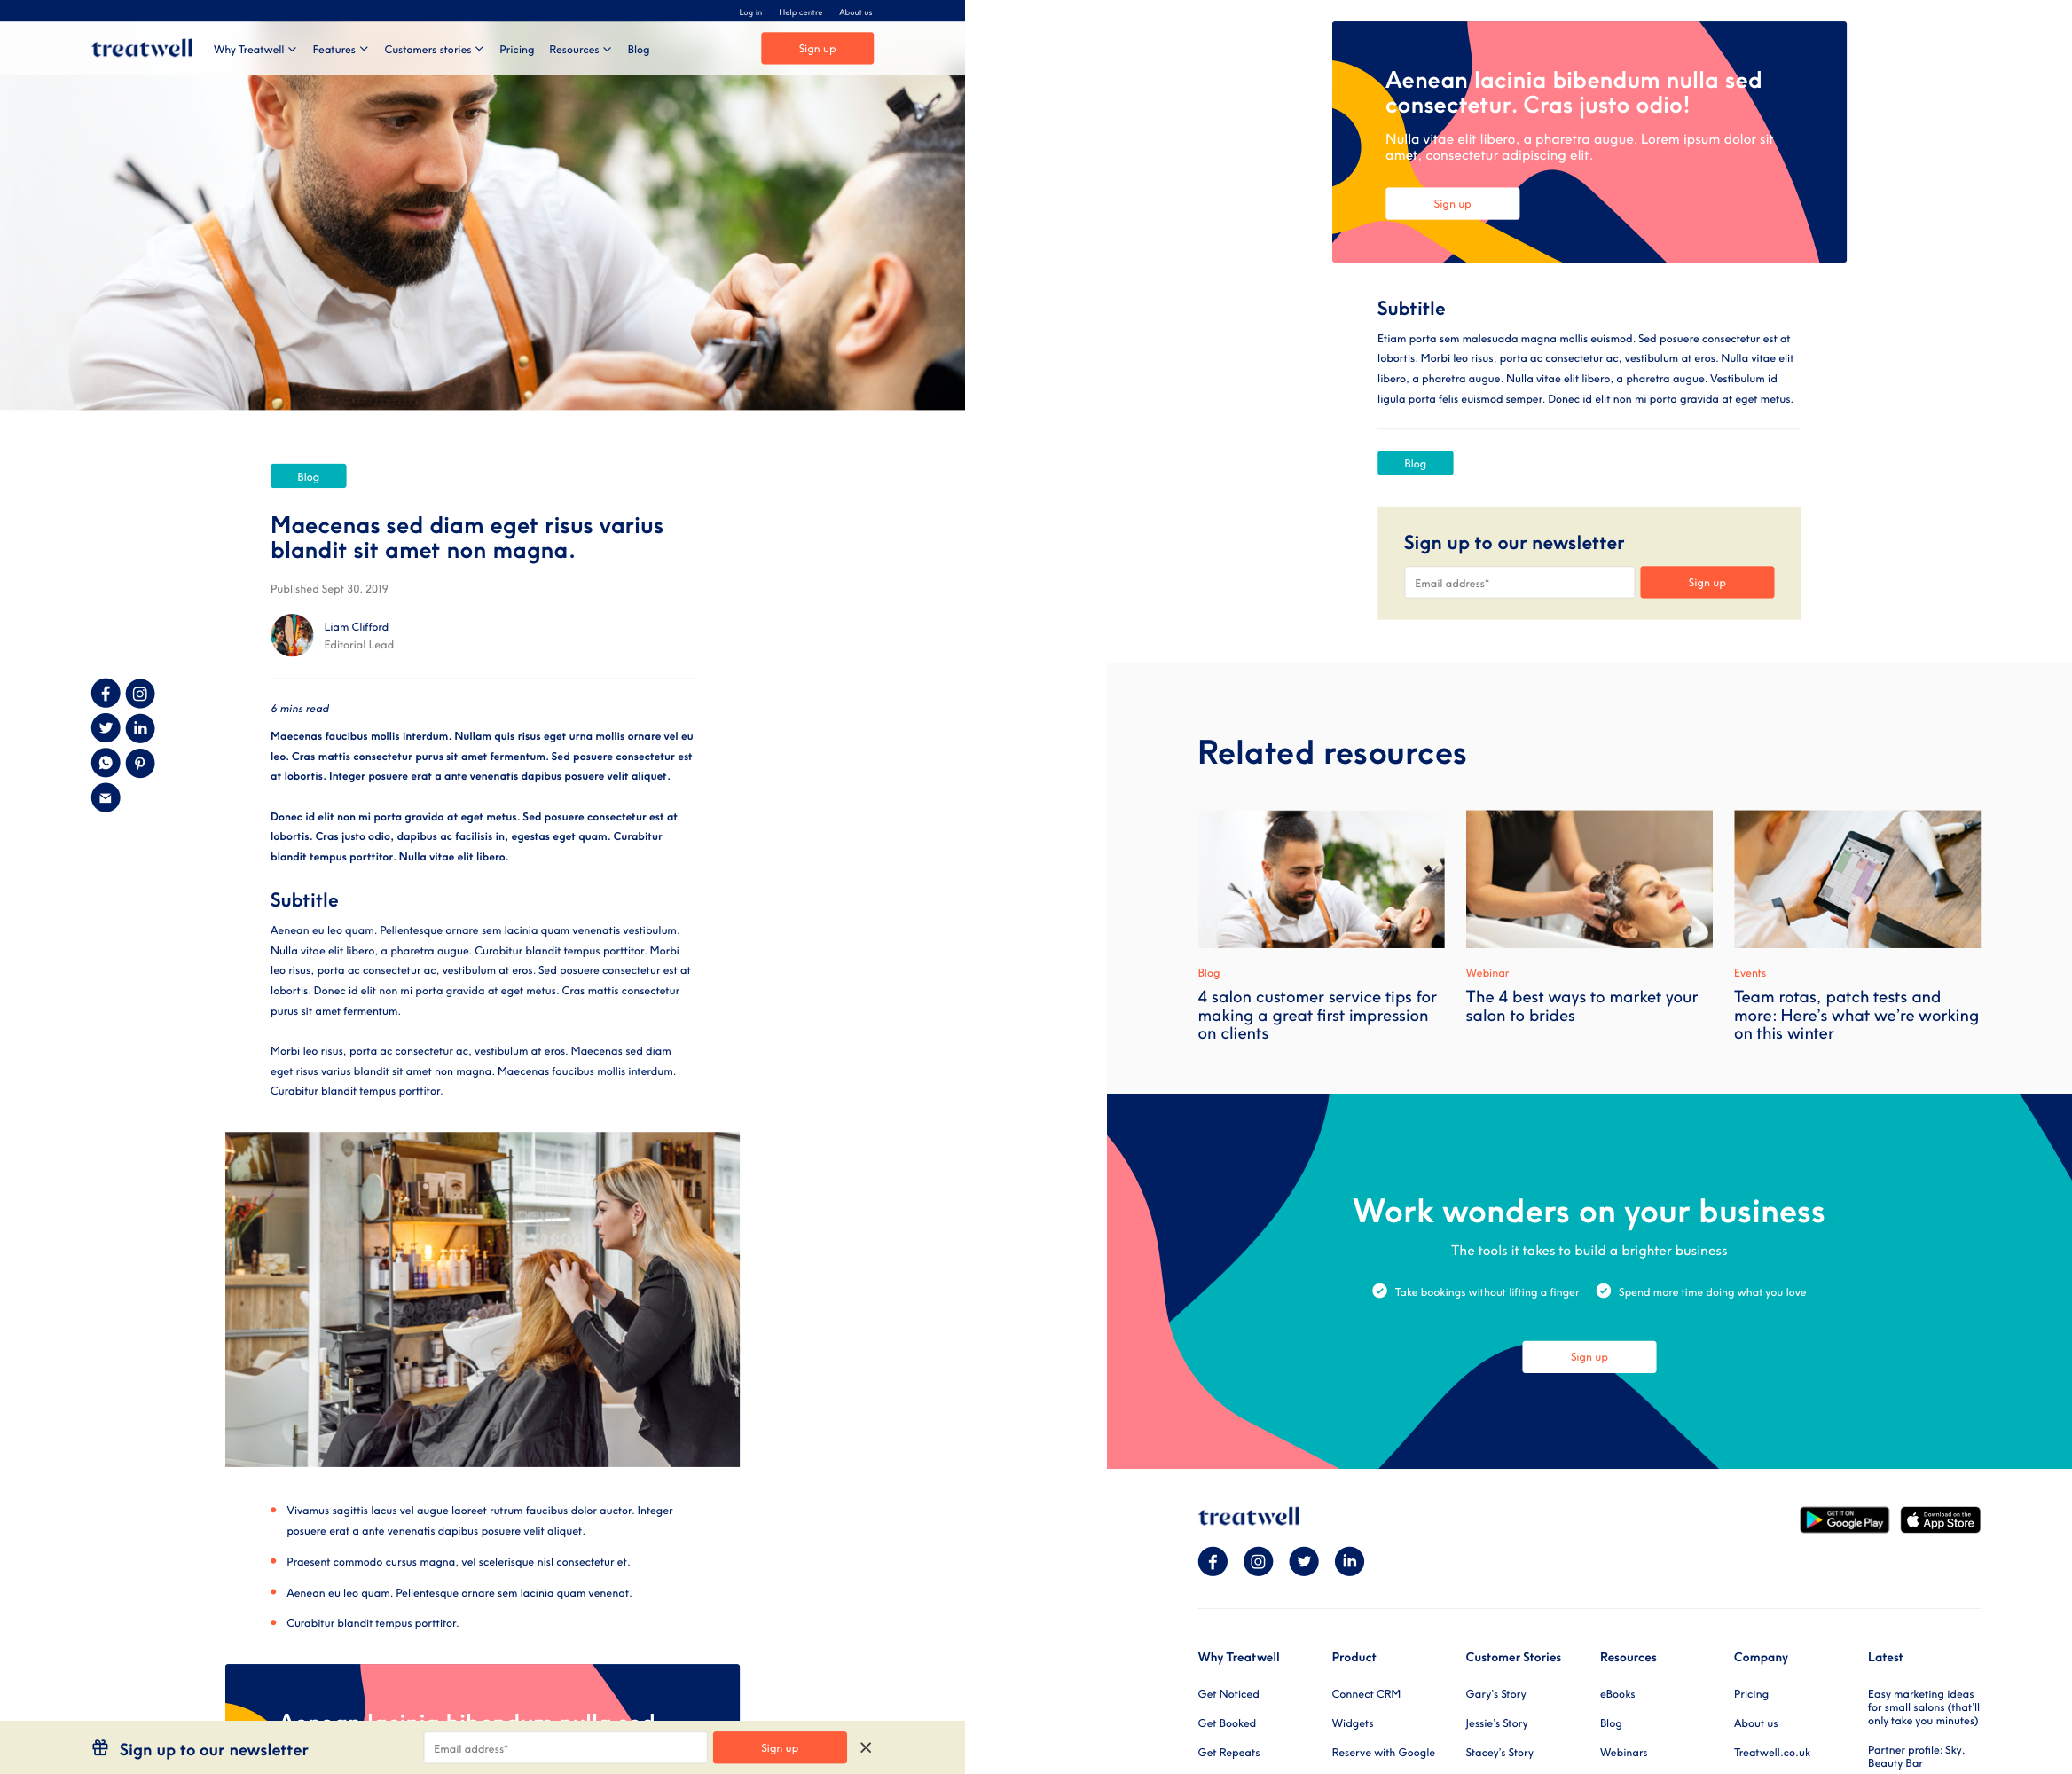 Log in Help centre About us
treatwell Why Treatwell Features Customers stories Pricing Resources Blog Sign up
Blog
Maecenas sed diam eget risus varius
blandit sit amet non magna.
Published Sept 30, 2019
Liam Clifford
Editorial Lead
6 mins read
Maecenas faucibus mollis interdum. Nullam quis risus eget urna mollis ornare vel eu
leo. Cras mattis consectetur purus sit amet fermentum. Sed posuere consectetur est
at lobortis. Integer posuere erat a ante venenatis dapibus posuere velit aliquet.
Donec id elit non mi porta gravida at eget metus. Sed posuere consectetur est at
lobortis. Cras justo odio, dapibus ac facilisis in, egestas eget quam. Curabitur
blandit tempus porttitor. Nulla vitae elit libero.
Subtitle
Aenean eu leo quam. Pellentesque ornare sem lacinia quam venenatis vestibulum.
Nulla vitae elit libero, a pharetra augue. Curabitur blandit tempus porttitor. Morbi
leo risus, porta ac consectetur ac, vestibulum at eros. Sed posuere consectetur est at
lobortis. Donec id elit non mi porta gravida at eget metus. Cras mattis consectetur
purus sit amet fermentum.
Morbi leo risus, porta ac consectetur ac, vestibulum at eros. Maecenas sed diam
eget risus varius blandit sit amet non magna. Maecenas faucibus mollis interdum.
Curabitur blandit tempus porttitor.
Vivamus sagittis lacus vel augue laoreet rutrum faucibus dolor auctor. Integer
posuere erat a ante venenatis dapibus posuere velit aliquet.
Praesent commodo cursus magna, vel scelerisque nisl consectetur et.
Aenean eu leo quam. Pellentesque ornare sem lacinia quam venenat.
Curabitur blandit tempus porttitor.
Aenean lacinia bibendum nulla sed
Sign up to our newsletter Email address* Sign up
Aenean lacinia bibendum nulla sed
consectetur. Cras justo odio!
Nulla vitae elit libero, a pharetra augue. Lorem ipsum dolor sit
amet, consectetur adipiscing elit.
Sign up
Subtitle
Etiam porta sem malesuada magna mollis euismod. Sed posuere consectetur est at
lobortis. Morbi leo risus, porta ac consectetur ac, vestibulum at eros. Nulla vitae elit
libero, a pharetra augue. Nulla vitae elit libero, a pharetra augue. Vestibulum id
ligula porta felis euismod semper. Donec id elit non mi porta gravida at eget metus.
Blog
Sign up to our newsletter
Email address* Sign up
Related resources
Blog
4 salon customer service tips for
making a great first impression
on clients
Webinar
The 4 best ways to market your
salon to brides
Events
Team rotas, patch tests and
more: Here’s what we’re working
on this winter
Work wonders on your business
The tools it takes to build a brighter business
Take bookings without lifting a finger Spend more time doing what you love
Sign up
treatwell
GET IT ON
Google Play
Download on the
App Store
Why Treatwell
Get Noticed
Get Booked
Get Repeats
Product
Connect CRM
Widgets
Reserve with Google
Customer Stories
Gary’s Story
Jessie’s Story
Stacey’s Story
Resources
eBooks
Blog
Webinars
Company
Pricing
About us
Treatwell.co.uk
Latest
Easy marketing ideas
for small salons (that’ll
only take you minutes)
Partner profile: Sky,
Beauty Bar